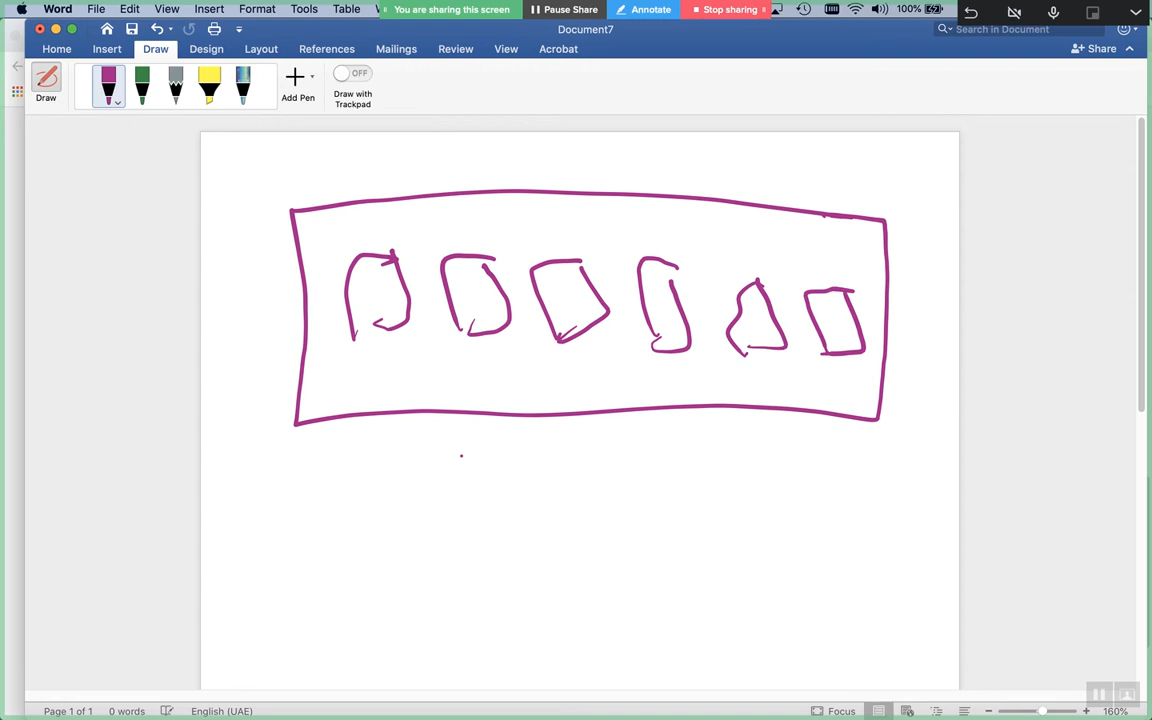 Word File Edit View Insert Format Tools Table
You are sharing this screen Pause Share Annotate Stop sharing
100%
Document7
Search in Document
Home Insert Draw Design Layout References Mailings Review View Acrobat
Share
Draw
Add Pen
OFF
Draw with
Trackpad
Page 1 of 1 0 words English (UAE) Focus 160%